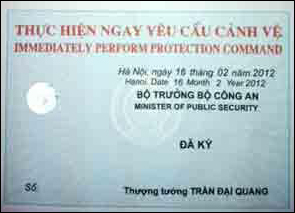 THỰC HIỆN NGAY YÊU CẦU CẢNH VỆ
IMMEDIATELY PERFORM PROTECTION COMMAND
Hà Nội, ngày 16 tháng 02 năm 2012
Hanoi, Date 16 Month 2 Year 2012
BỘ TRƯỞNG BỘ CÔNG AN
MINISTER OF PUBLIC SECURITY
ĐÃ KÝ
Số
Thượng tướng TRẦN ĐẠI QUANG